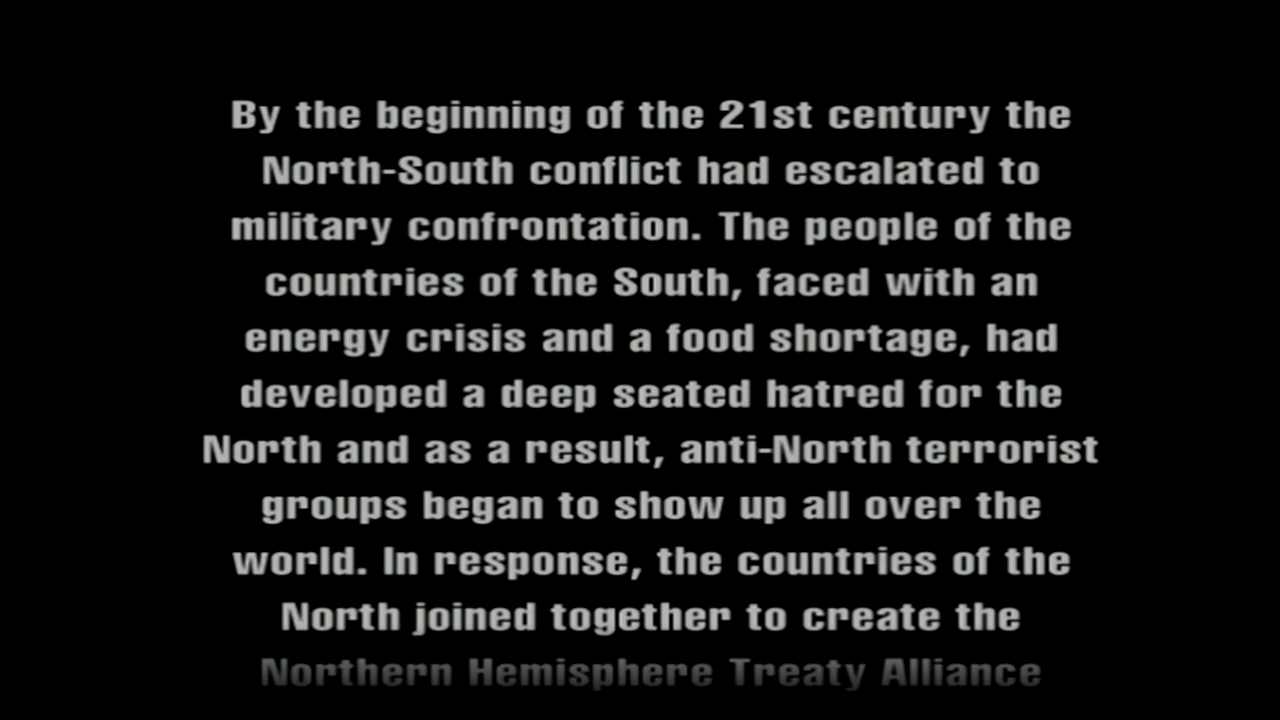 By the beginning of the 21st century the
North-South conflict had escalated to
military confrontation. The people of the
countries of the South, faced with an
energy crisis and a food shortage, had
developed a deep seated hatred for the
North and as a result, anti-North terrorist
groups began to show up all over the
world. In response, the countries of the
North joined together to create the
Northern Hemisphere Treaty Alliance